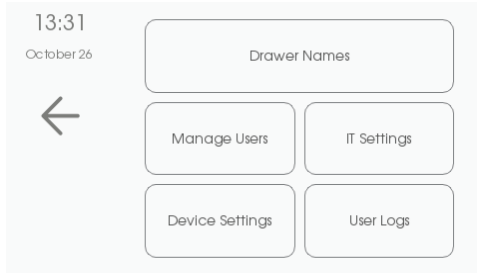 13:31
October 26
Drawer Names
Manage Users
IT Settings
Device Settings
User Logs